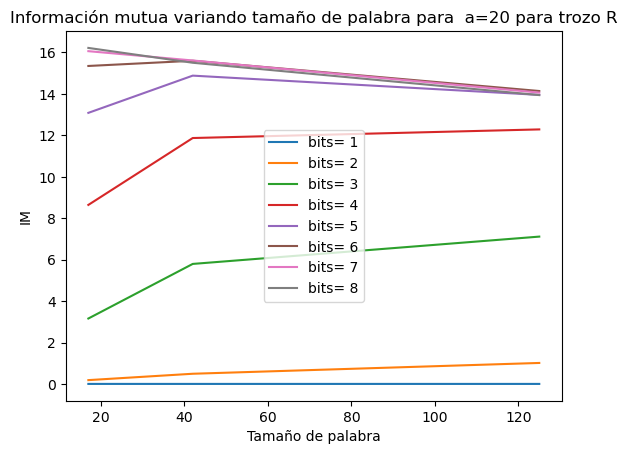 Información mutua variando tamaño de palabra para  a=20 para trozo R
16
14
12
10
8
6
4
2
0
IM
bits= 1
bits= 2
bits= 3
bits= 4
bits= 5
bits= 6
bits= 7
bits= 8
20 40 60 80 100 120
Tamaño de palabra